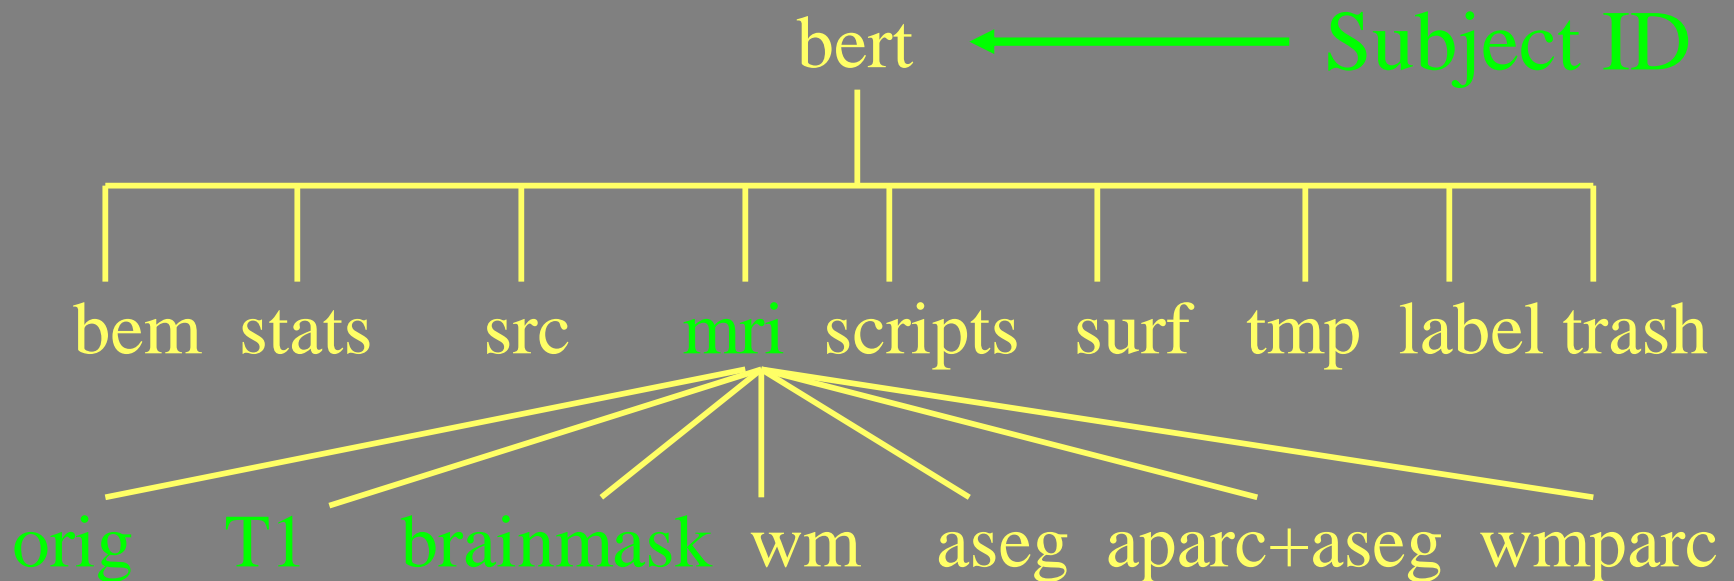 bert Subject ID
bem stats src mri scripts surf tmp label trash
orig T1 brainmask wm aseg aparc+aseg wmparc